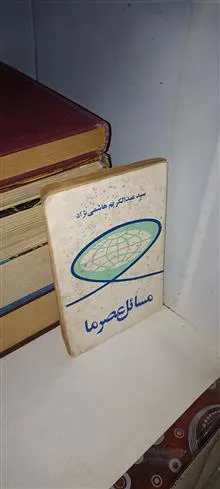 سید عبدالکریم هاشمی نژاد
مسائل عصر ما